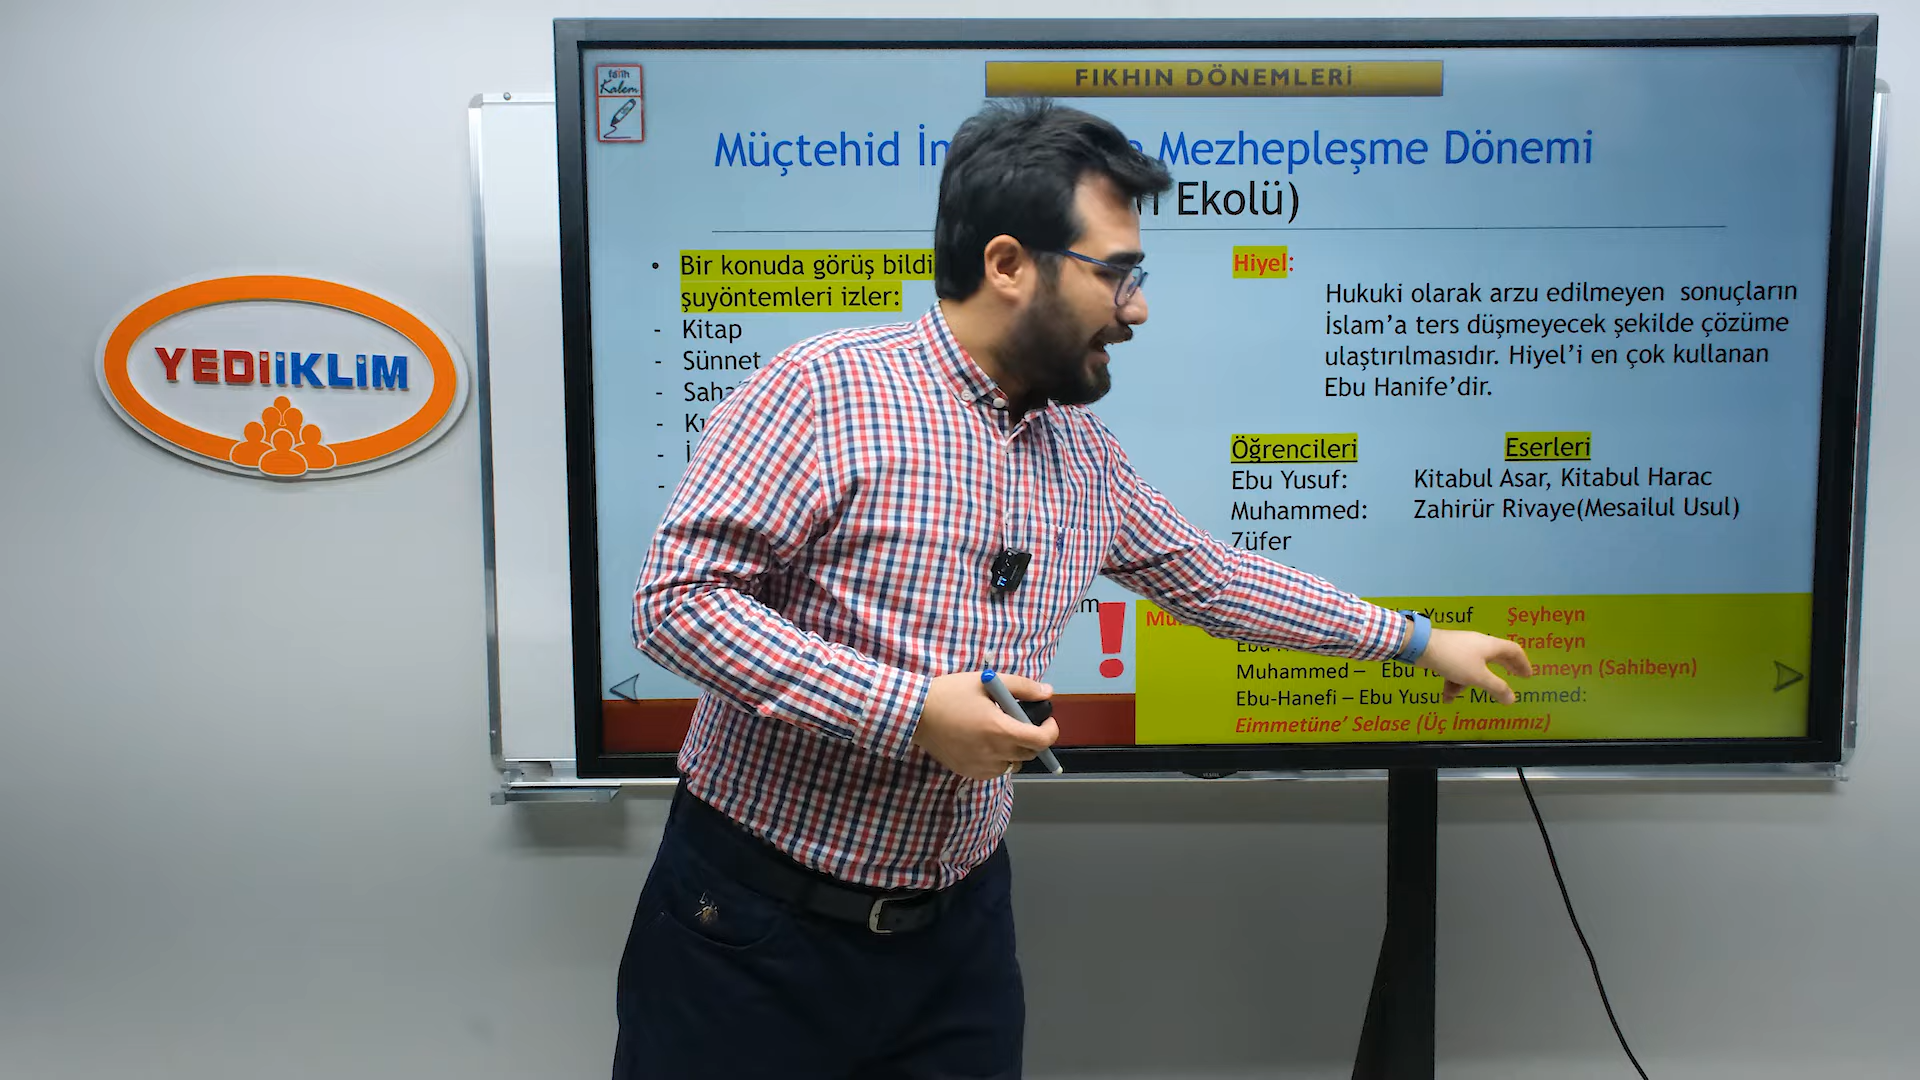 fatih
Kalem
FIKHIN DÖNEMLERİ
Müçtehid Mezhepleşme Dönemi
Ekolü)
• Bir konuda görüş
şuyöntemleri izler:
- Kitap
- Sünnet
-
-
-
-
Hiyel:
Hukuki olarak arzu edilmeyen sonuçların
İslam’a ters düşmeyecek şekilde çözüme
ulaştırılmasıdır. Hiyel’i en çok kullanan
Ebu Hanife’dir.
Öğrencileri Eserleri
Ebu Yusuf: Kitabul Asar, Kitabul Harac
Muhammed: Zahirür Rivaye(Mesailul Usul)
Züfer
!
Yusuf Şeyheyn
Tarafeyn
Muhammed – Ebu (Sahibeyn)
Ebu-Hanefi – Ebu Yusuf –
Eimmetüne’ Selase (Üç İmamımız)
YEDİİKLİM